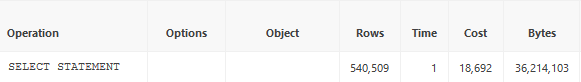 Operation Options Object Rows Time Cost Bytes
SELECT STATEMENT 540,509 1 18,692 36,214,103